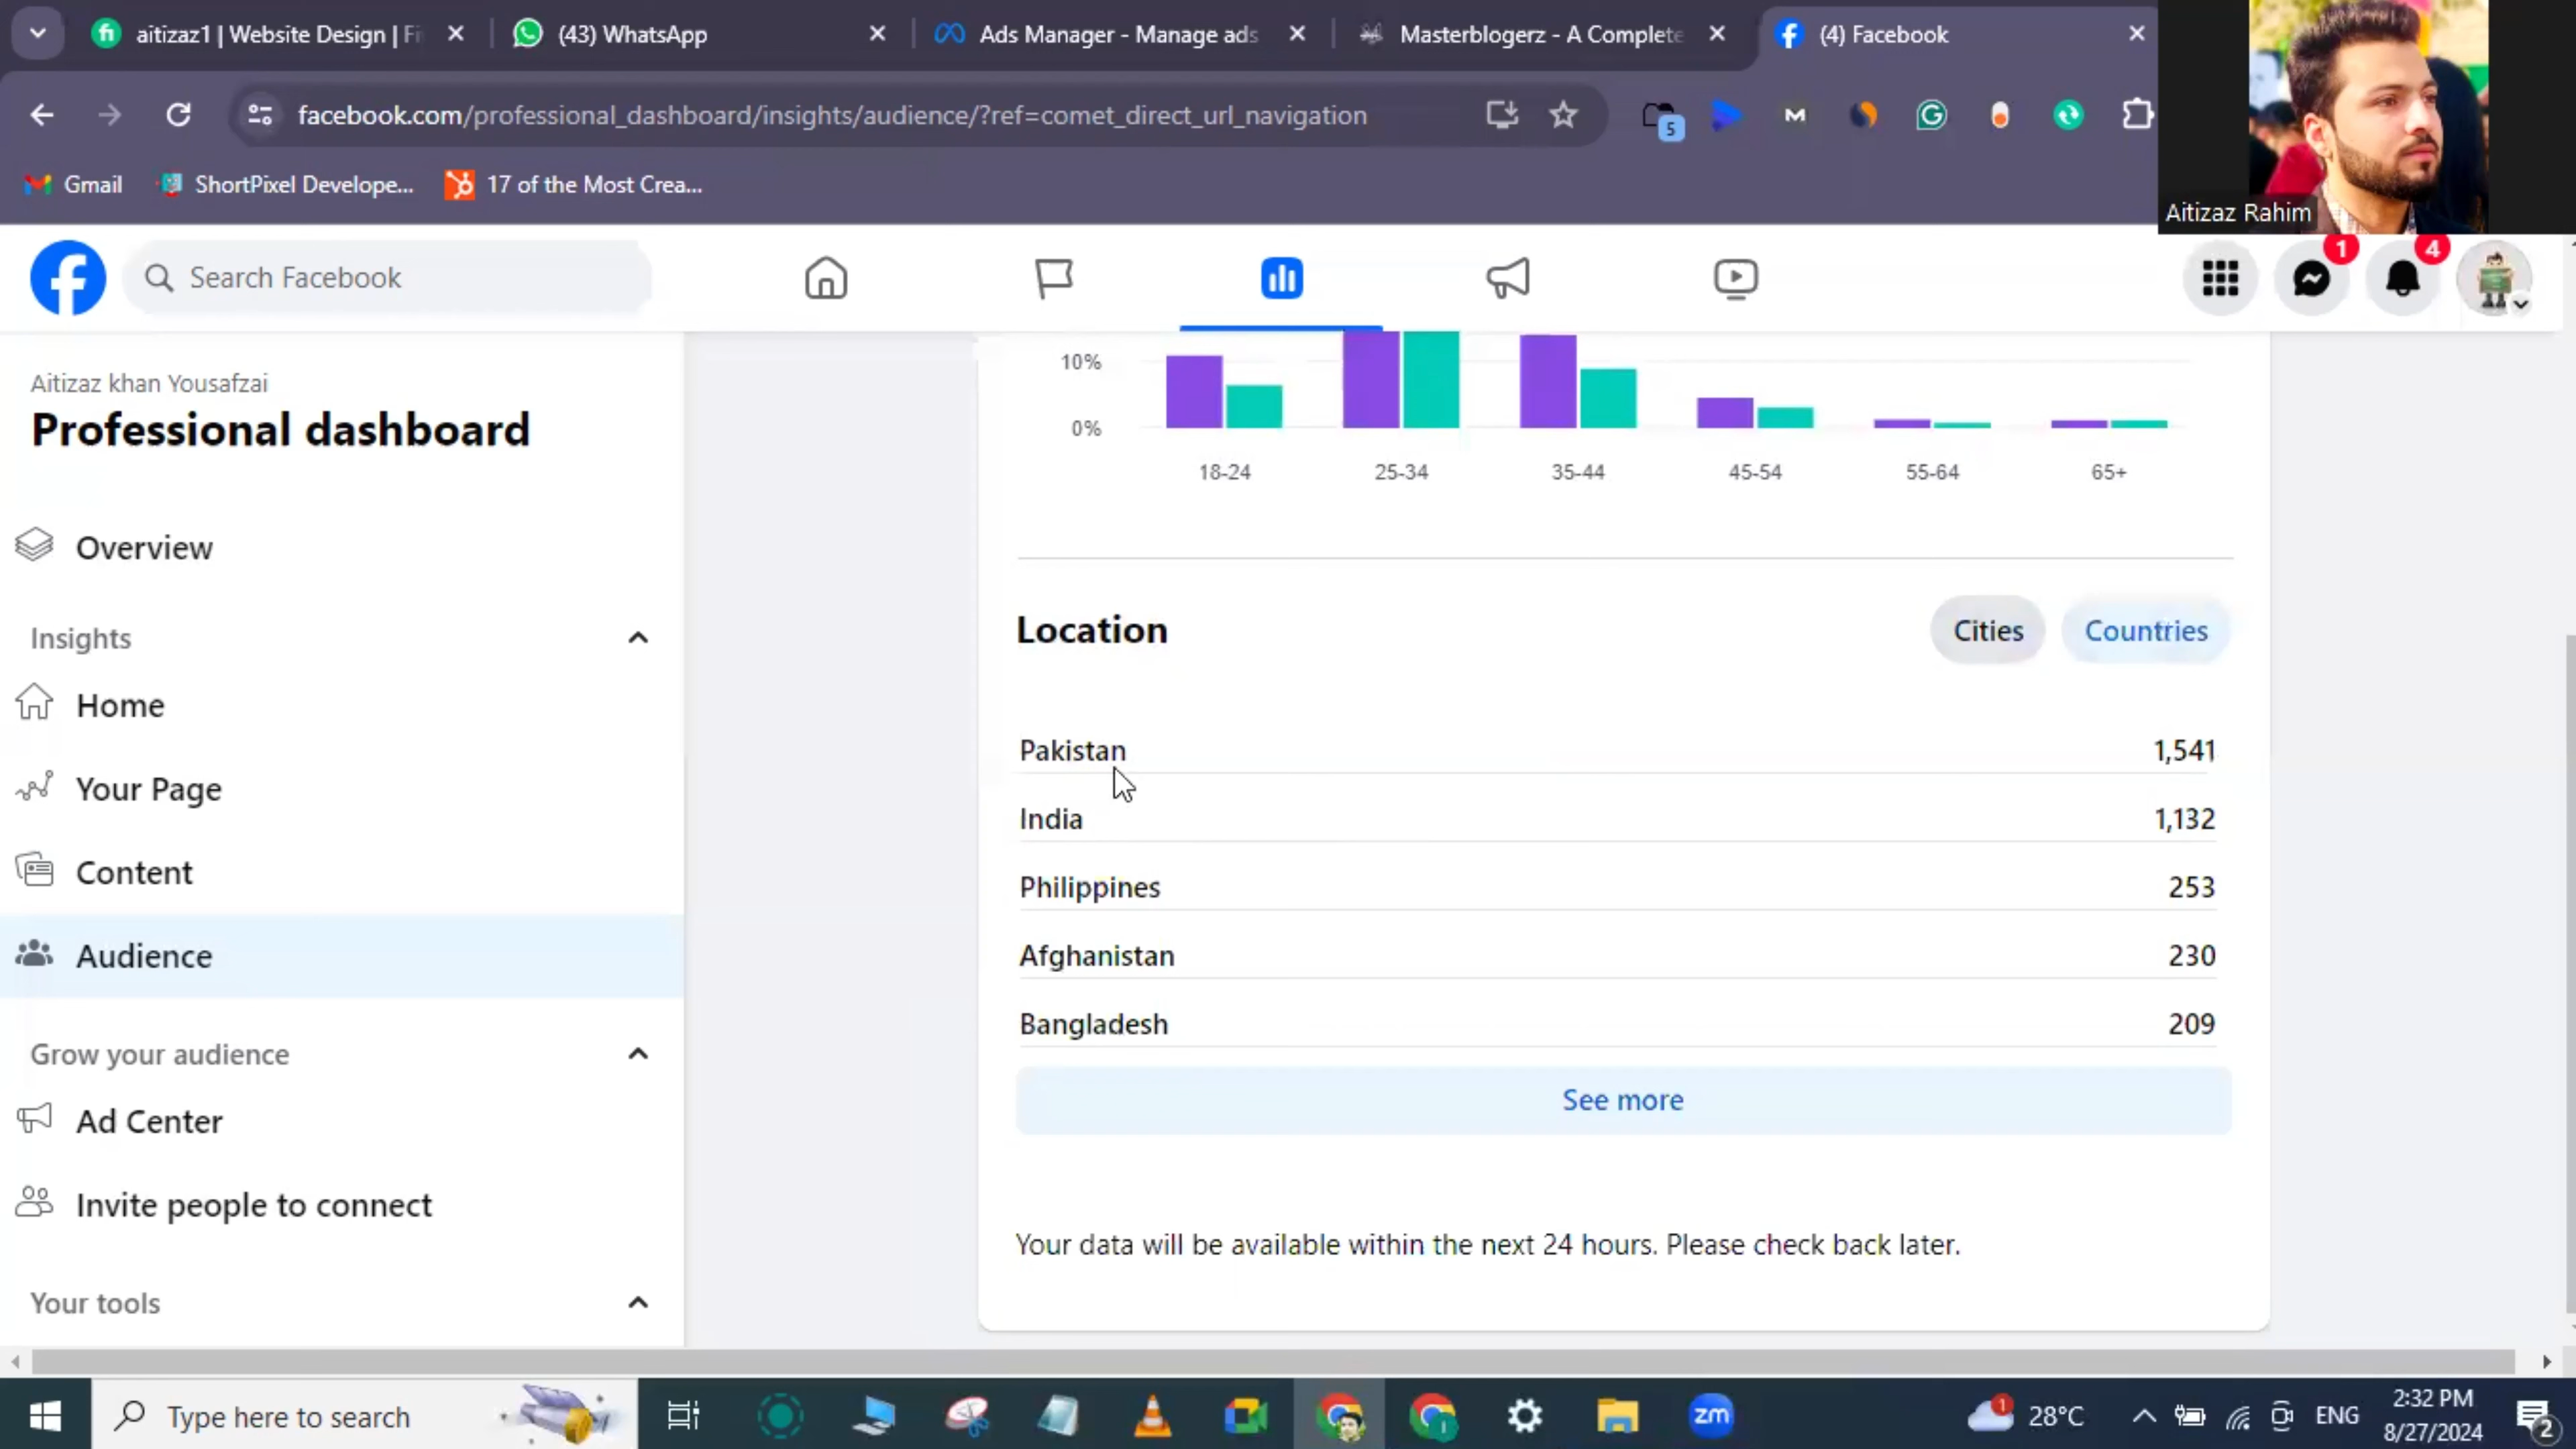 aitizaz1 | Website Design | Fi
(43) WhatsApp
Ads Manager - Manage ads
Masterblogerz - A Complete
(4) Facebook
facebook.com/professional_dashboard/insights/audience/?ref=comet_direct_url_navigation
5
Gmail
ShortPixel Develope...
17 of the Most Crea...
Aitizaz Rahim
Search Facebook
1
4
Aitizaz khan Yousafzai
Professional dashboard
Overview
Insights
Home
Your Page
Content
Audience
Grow your audience
Ad Center
Invite people to connect
Your tools
10%
0%
18-24 25-34 35-44 45-54 55-64 65+
Location
Cities Countries
Pakistan 1,541
India 1,132
Philippines 253
Afghanistan 230
Bangladesh 209
See more
Your data will be available within the next 24 hours. Please check back later.
Type here to search
zm
1
28°C
ENG
2:32 PM
8/27/2024
2